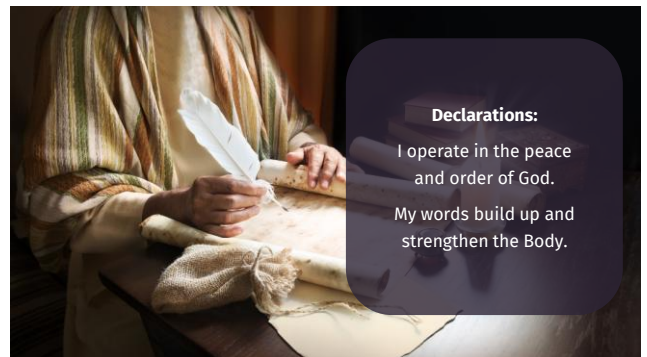 Declarations:
I operate in the peace
and order of God.
My words build up and
strengthen the Body.